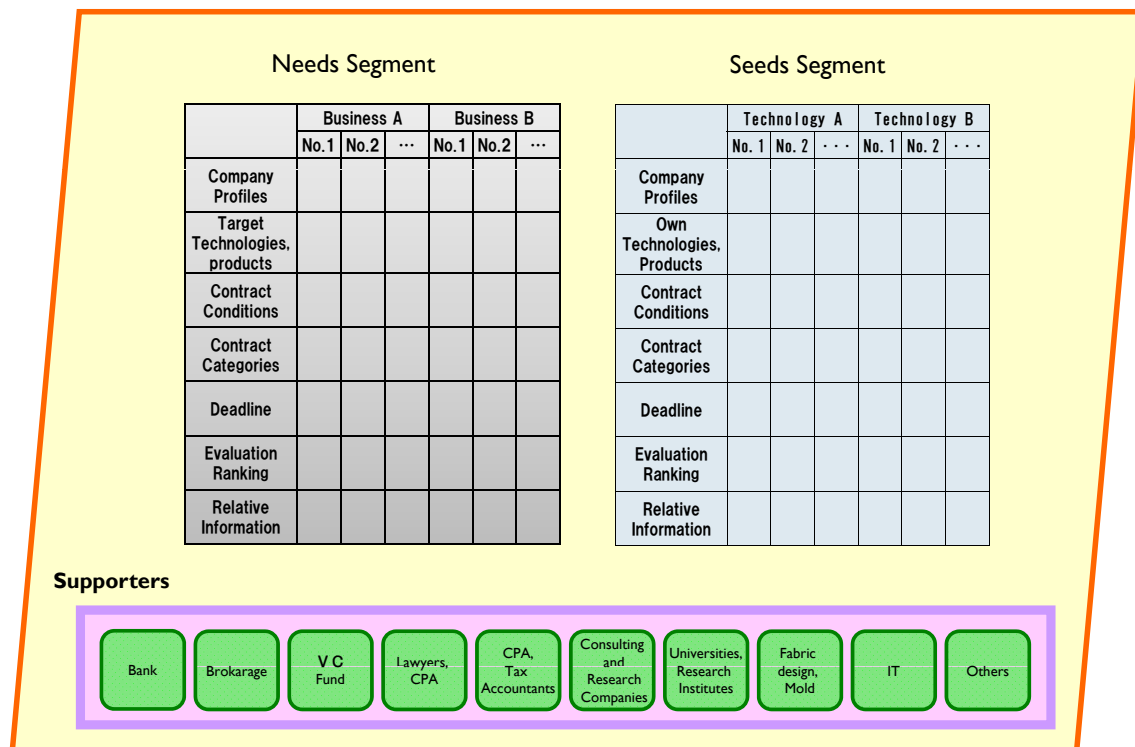 Needs Segment
Business A Business B
No.1 No.2 ... No.1 No.2 ...
Company
Profiles
Target
Technologies,
products
Contract
Conditions
Contract
Categories
Deadline
Evaluation
Ranking
Relative
Information
Seeds Segment
Technology A Technology B
No. 1 No. 2 ・・・ No. 1 No. 2 ・・・
Company
Profiles
Own
Technologies,
Products
Contract
Conditions
Contract
Categories
Deadline
Evaluation
Ranking
Relative
Information
Supporters
Bank
Brokarage
V C
Fund
Lawyers,
CPA
CPA,
Tax
Accountants
Consulting
and
Research
Companies
Universities,
Research
Institutes
Fabric
design,
Mold
IT
Others